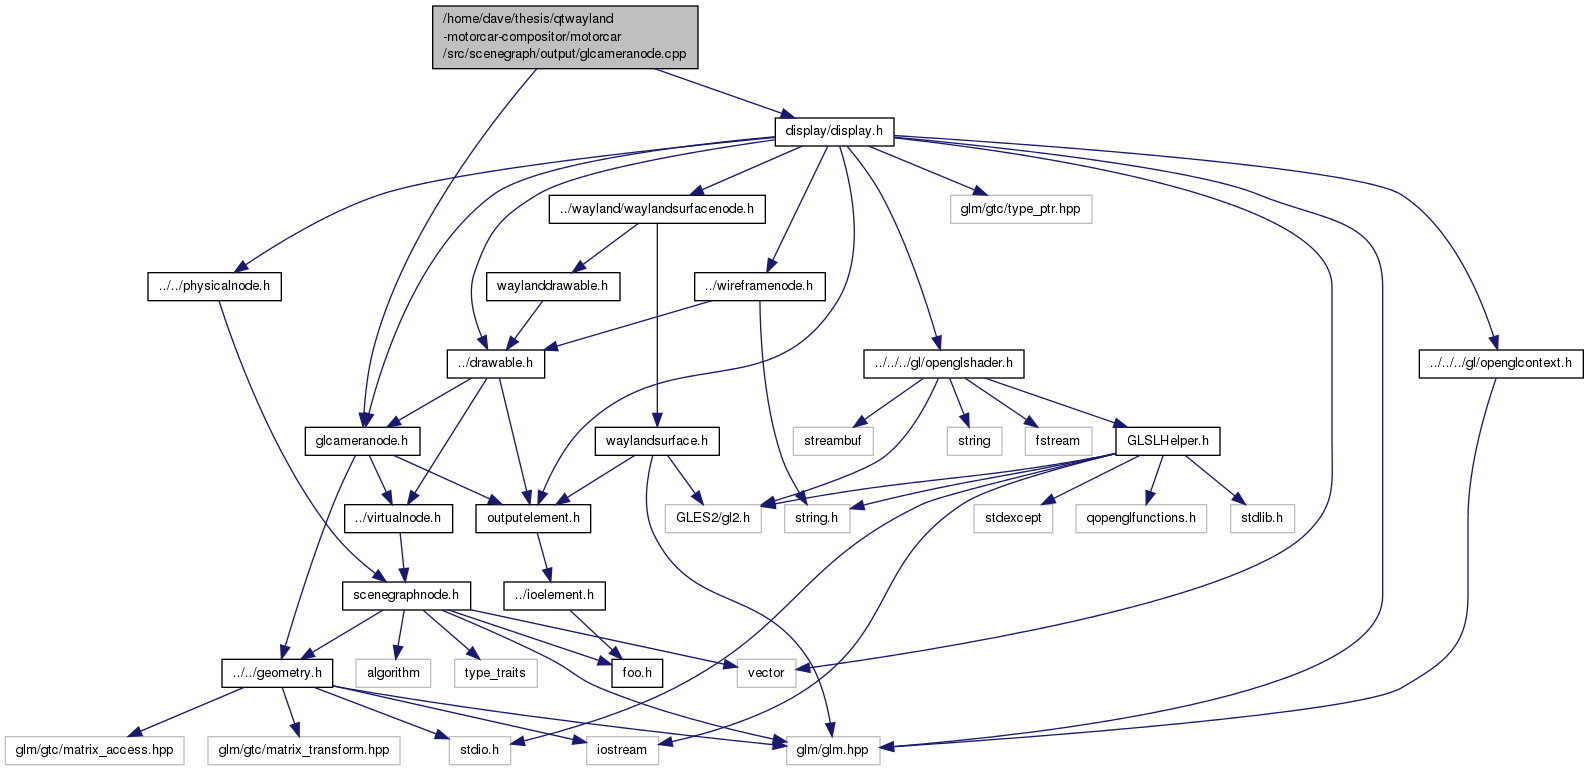 /home/dave/thesis/qtwayland
-motorcar-compositor/motorcar
/src/scenegraph/output/glcameranode.cpp
display/display.h
../wayland/waylandsurfacenode.h
glm/gtc/type_ptr.hpp
../../physicalnode.h
waylanddrawable.h
../wireframenode.h
../drawable.h
../../../gl/openglshader.h
../../../gl/openglcontext.h
glcameranode.h
waylandsurface.h
streambuf
string
fstream
GLSLHelper.h
../virtualnode.h
outputelement.h
GLES2/gl2.h
string.h
stdexcept
qopenglfunctions.h
stdlib.h
scenegraphnode.h
../ioelement.h
../../geometry.h
algorithm
type_traits
foo.h
vector
glm/gtc/matrix_access.hpp
glm/gtc/matrix_transform.hpp
stdio.h
iostream
glm/glm.hpp